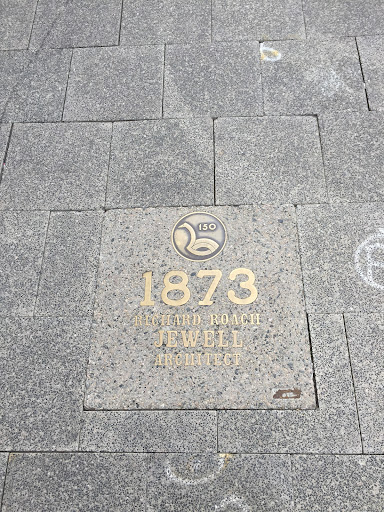 150
1873
RICHARD ROACH
JEWELL
ARCHITECT